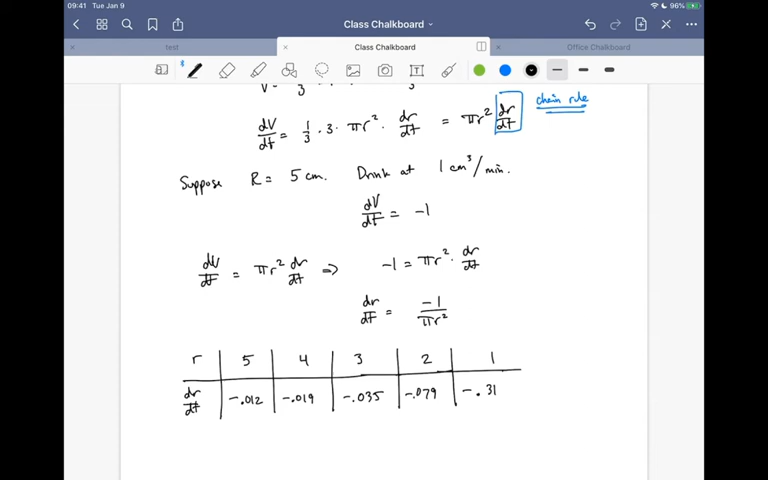 09:41 Tue Jan 9
96%
Class Chalkboard
test
Class Chalkboard
Office Chalkboard
dV/dt = 1/3 · 3 · πr² · dr/dt = πr² dr/dt chain rule
Suppose R = 5 cm. Drink at 1 cm³/min.
dV/dt = -1
dV/dt = πr² dr/dt ⇒ -1 = πr² · dr/dt
dr/dt = -1/πr²
r 5 4 3 2 1
dr/dt -.012 -.019 -.035 -.079 -.31